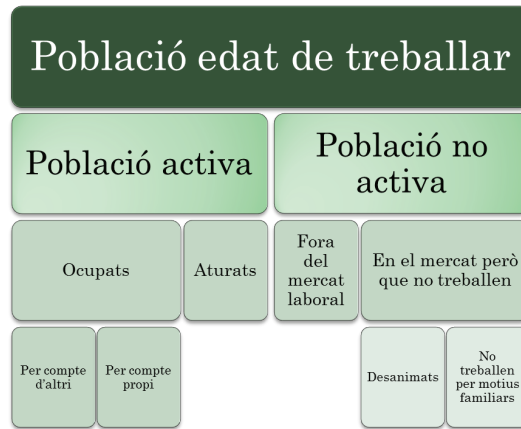 Població edat de treballar
Població activa
Població no
activa
Ocupats
Aturats
Fora
del
mercat
laboral
En el mercat però
que no treballen
Per compte
d'altri
Per compte
propi
Desanimats
No
treballen
per motius
familiars